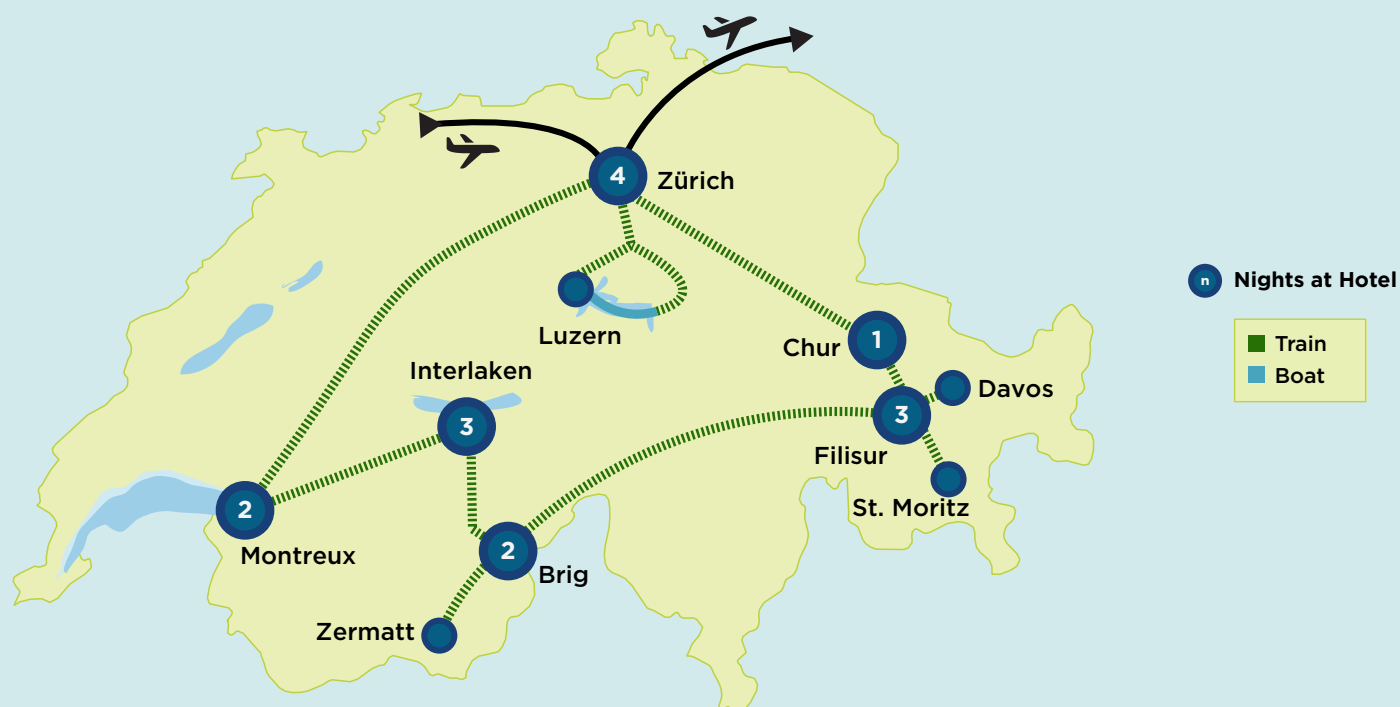 4
Zürich
Luzern
Chur
1
Interlaken
3
Davos
3
Filisur
St. Moritz
2
Montreux
2
Brig
Zermatt
n Nights at Hotel
Train
Boat